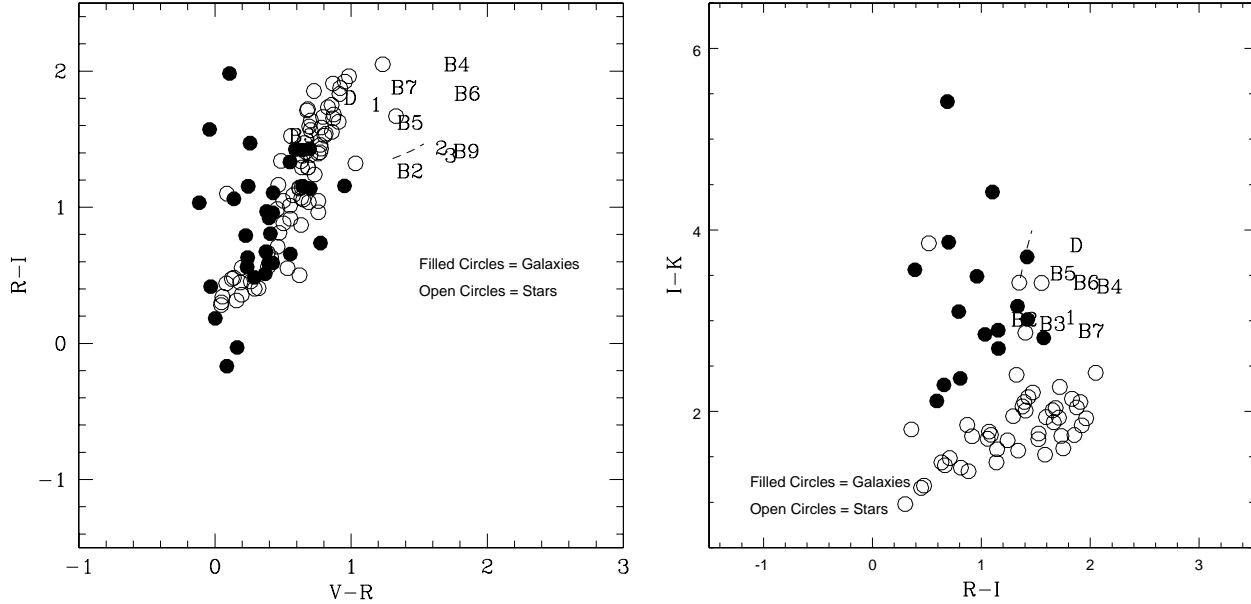 2
1
0
−1
R−I
B4
B7
B6
D
1
B5
B
2
3
B9
B2
Filled Circles = Galaxies
Open Circles = Stars
−1
0
1
2
3
V−R
6
4
2
I−K
D
B5
B6
B4
B3
1
B7
Filled Circles = Galaxies
Open Circles = Stars
-1
0
1
2
3
R−I